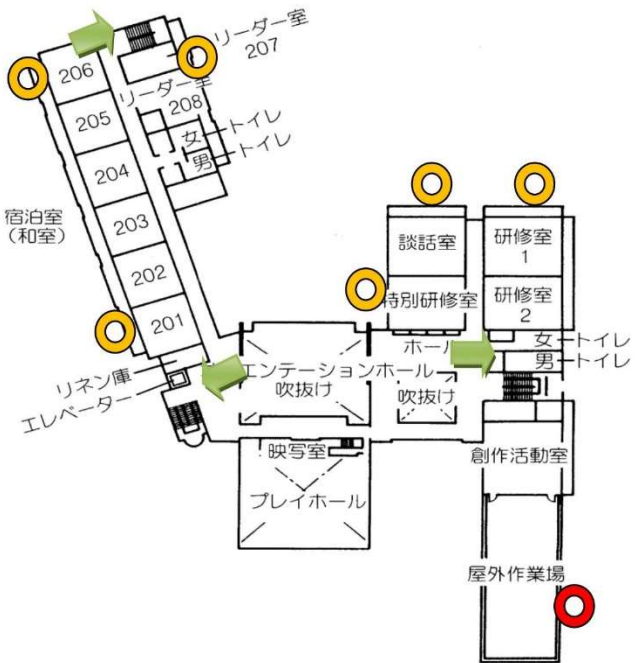 リーダー室
207
206
リーダー室
205
208
女トイレ
204
男トイレ
宿泊室
(和室)
203
202
201
談話室
研修室
1
特別研修室
研修室
2
ホール
女トイレ
男トイレ
リネン庫
エレベーター
エンテーションホール
吹抜け
吹抜け
映写室
プレイホール
創作活動室
屋外作業場